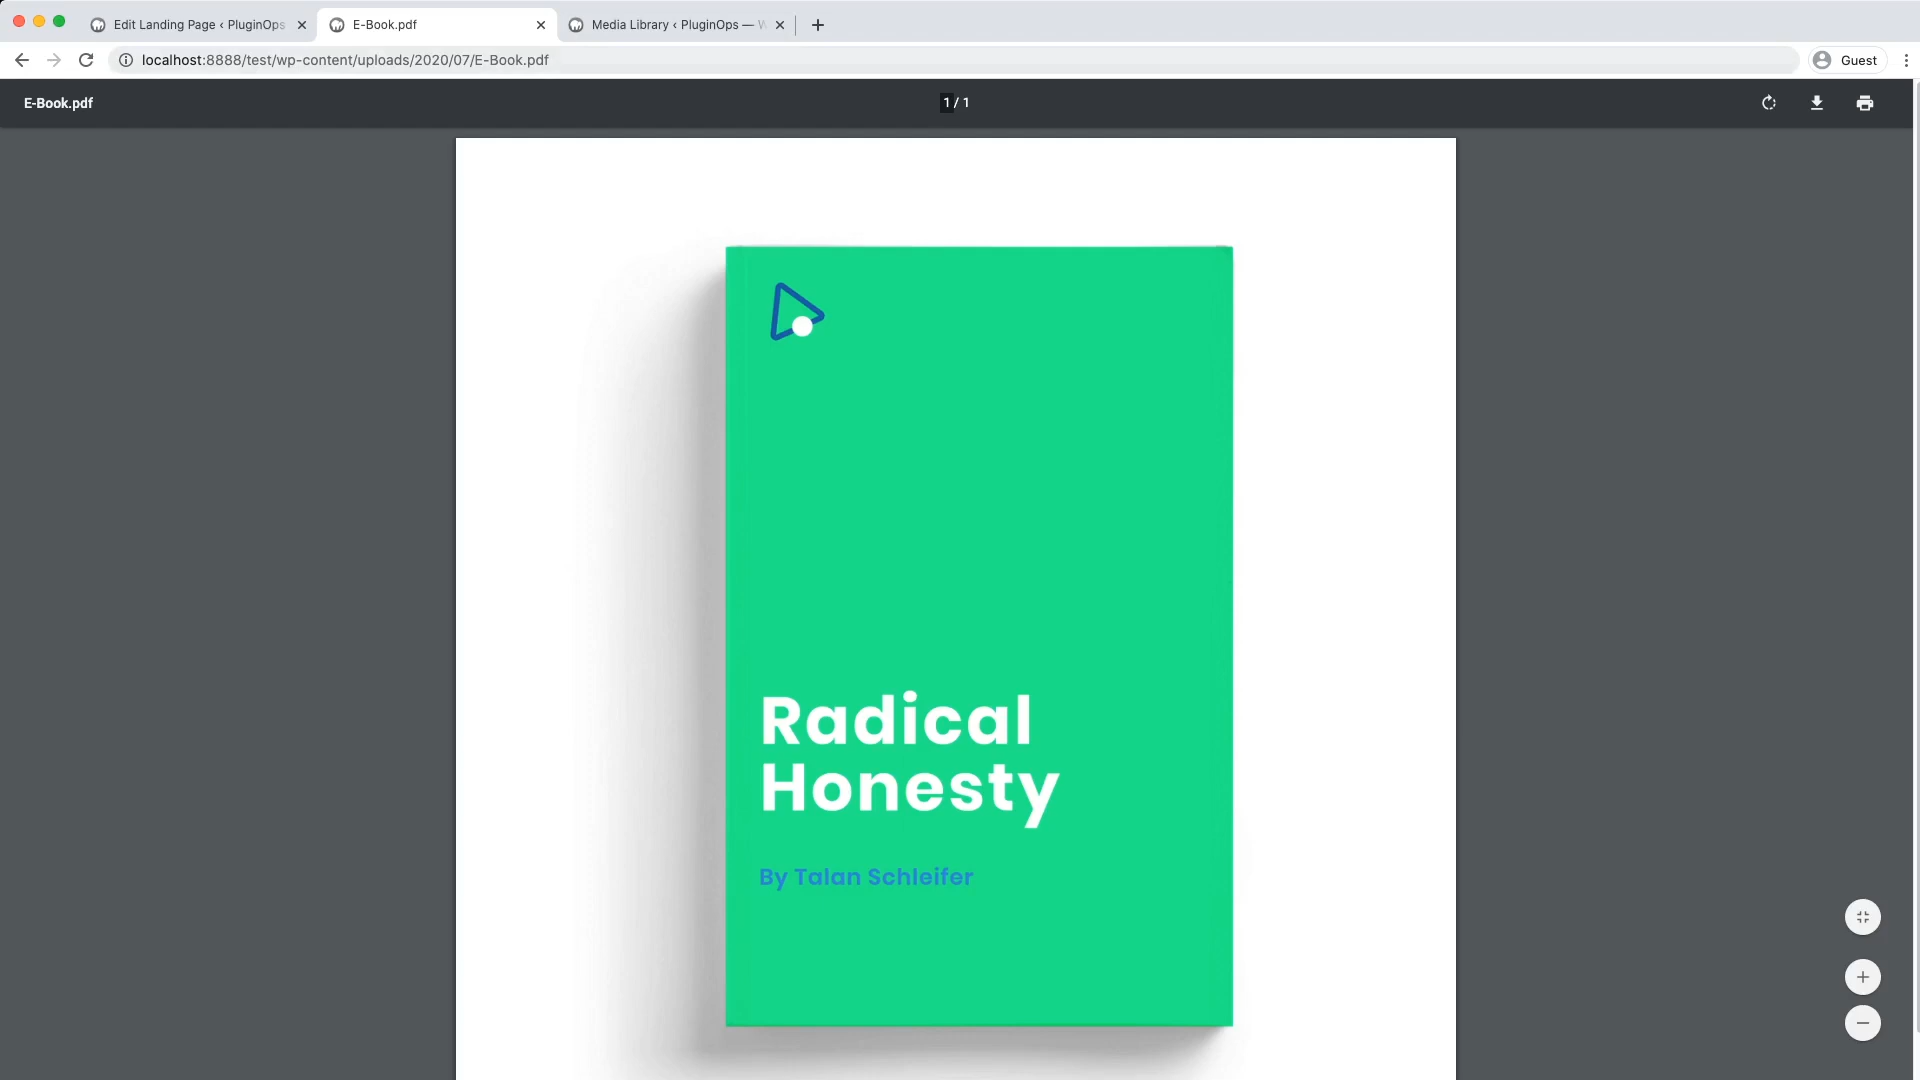 Edit Landing Page ‹ PluginOps
E-Book.pdf
Media Library ‹ PluginOps —
localhost:8888/test/wp-content/uploads/2020/07/E-Book.pdf
Guest
E-Book.pdf
1 / 1
Radical
Honesty
By Talan Schleifer